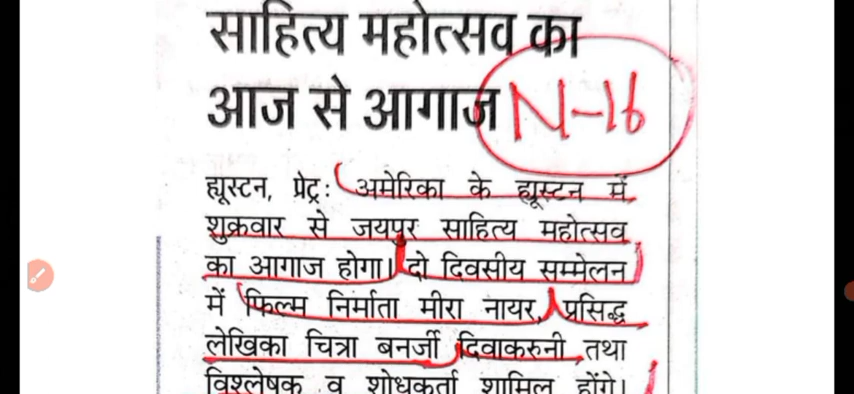 साहित्य महोत्सव का
आज से आगाज N-16
ह्यूस्टन, प्रेट्र: अमेरिका के ह्यूस्टन में
शुक्रवार से जयपुर साहित्य महोत्सव
का आगाज होगा। दो दिवसीय सम्मेलन
में फिल्म निर्माता मीरा नायर, प्रसिद्ध
लेखिका चित्रा बनर्जी दिवाकरुनी तथा
विश्लेषक व शोधकर्ता शामिल होंगे।